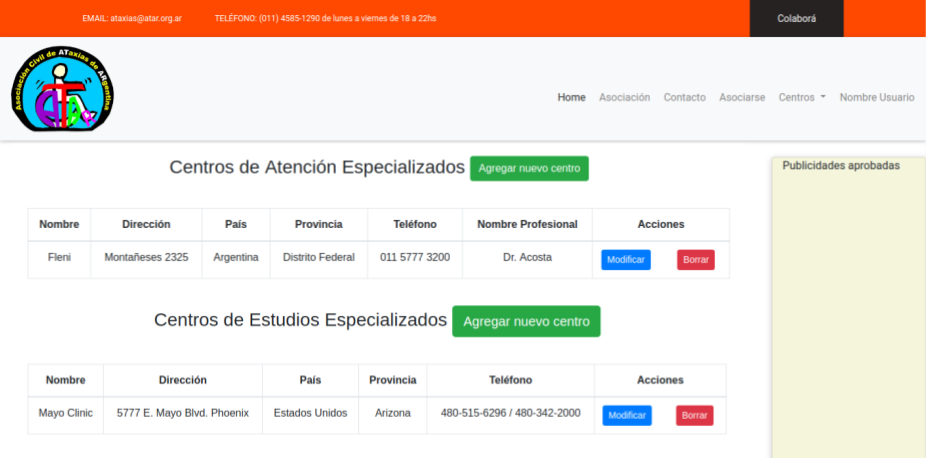 EMAIL: ataxias@atar.org.ar TELÉFONO: (011) 4585-1290 de lunes a viernes de 18 a 22hs Colaborá
Asociación Civil de ATaxias de ARgentina
ATAR
Home Asociación Contacto Asociarse Centros Nombre Usuario
Centros de Atención Especializados Agregar nuevo centro
Publicidades aprobadas
Nombre Dirección País Provincia Teléfono Nombre Profesional Acciones
Fleni Montañeses 2325 Argentina Distrito Federal 011 5777 3200 Dr. Acosta Modificar Borrar
Centros de Estudios Especializados Agregar nuevo centro
Nombre Dirección País Provincia Teléfono Acciones
Mayo Clinic 5777 E. Mayo Blvd. Phoenix Estados Unidos Arizona 480-515-6296 / 480-342-2000 Modificar Borrar